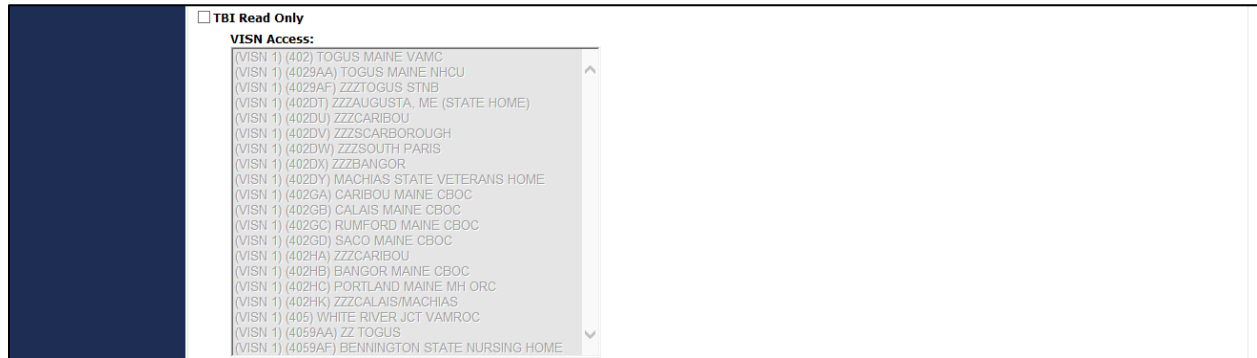 TBI Read Only
VISN Access:
(VISN 1) (402) TOGUS MAINE VAMC
(VISN 1) (4029AA) TOGUS MAINE NHCU
(VISN 1) (4029AF) ZZZTOGUS STNB
(VISN 1) (402DT) ZZZAUGUSTA, ME (STATE HOME)
(VISN 1) (402DU) ZZZCARIBOU
(VISN 1) (402DV) ZZZSCARBOROUGH
(VISN 1) (402DW) ZZZSOUTH PARIS
(VISN 1) (402DX) ZZZBANGOR
(VISN 1) (402DY) MACHIAS STATE VETERANS HOME
(VISN 1) (402GA) CARIBOU MAINE CBOC
(VISN 1) (402GB) CALAIS MAINE CBOC
(VISN 1) (402GC) RUMFORD MAINE CBOC
(VISN 1) (402GD) SACO MAINE CBOC
(VISN 1) (402HA) ZZZCARIBOU
(VISN 1) (402HB) BANGOR MAINE CBOC
(VISN 1) (402HC) PORTLAND MAINE MH ORC
(VISN 1) (402HK) ZZZCALAIS/MACHIAS
(VISN 1) (405) WHITE RIVER JCT VAMROC
(VISN 1) (4059AA) ZZ TOGUS
(VISN 1) (4059AF) BENNINGTON STATE NURSING HOME